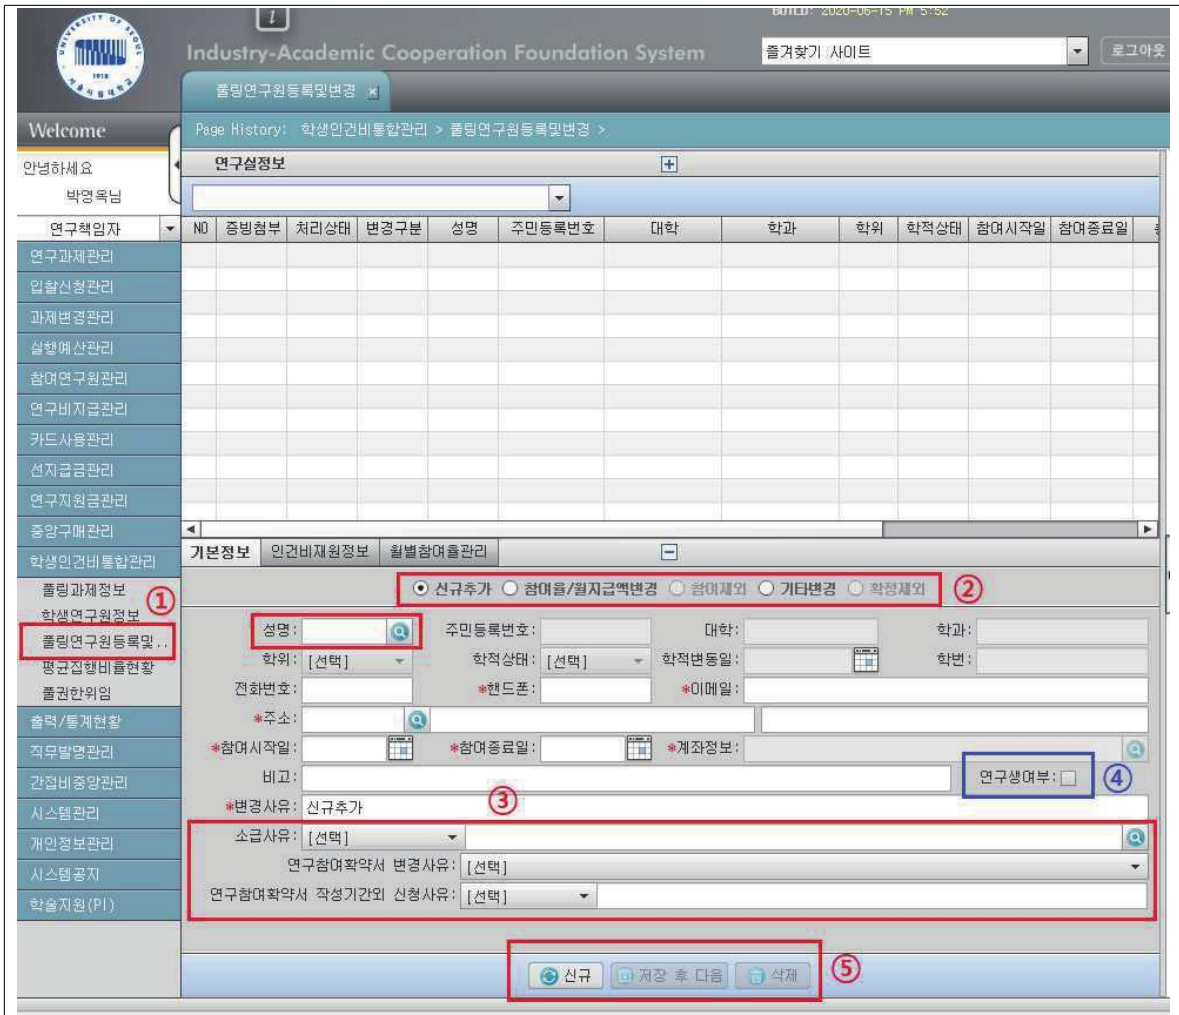 BUILD: 2020-06-15 PM 5:52
UNIVERSITY OF SEOUL
1918
서울시립대학교
i
Industry-Academic Cooperation Foundation System
즐겨찾기 사이트
로그아웃
풀링연구원등록및변경 x
Welcome
Page History: 학생인건비통합관리 > 풀링연구원등록및변경 >
안녕하세요
박영옥님
연구책임자
연구과제관리
입찰신청관리
과제변경관리
실행예산관리
참여연구원관리
연구비지급관리
카드사용관리
선지급금관리
연구지원금관리
중앙구매관리
학생인건비통합관리
풀링과제정보
①
학생연구원정보
풀링연구원등록및..
평균집행비율현황
풀권한위임
출력/통계현황
직무발명관리
간접비중앙관리
시스템관리
개인정보관리
시스템공지
학술지원(PI)
연구실정보
NO 증빙첨부 처리상태 변경구분 성명 주민등록번호 대학 학과 학위 학적상태 참여시작일 참여종료일
기본정보 인건비재원정보 월별참여율관리
신규추가 참여율/월지급액변경 참여제외 기타변경 확정제외 ②
성명: 주민등록번호: 대학: 학과:
학위: [선택] 학적상태: [선택] 학적변동일: 학번:
전화번호: *핸드폰: *이메일:
*주소:
*참여시작일: *참여종료일: *계좌정보:
비고: 연구생여부: ④
*변경사유: 신규추가 ③
소급사유: [선택]
연구참여확약서 변경사유: [선택]
연구참여확약서 작성기간외 신청사유: [선택]
신규 저장 후 다음 삭제 ⑤